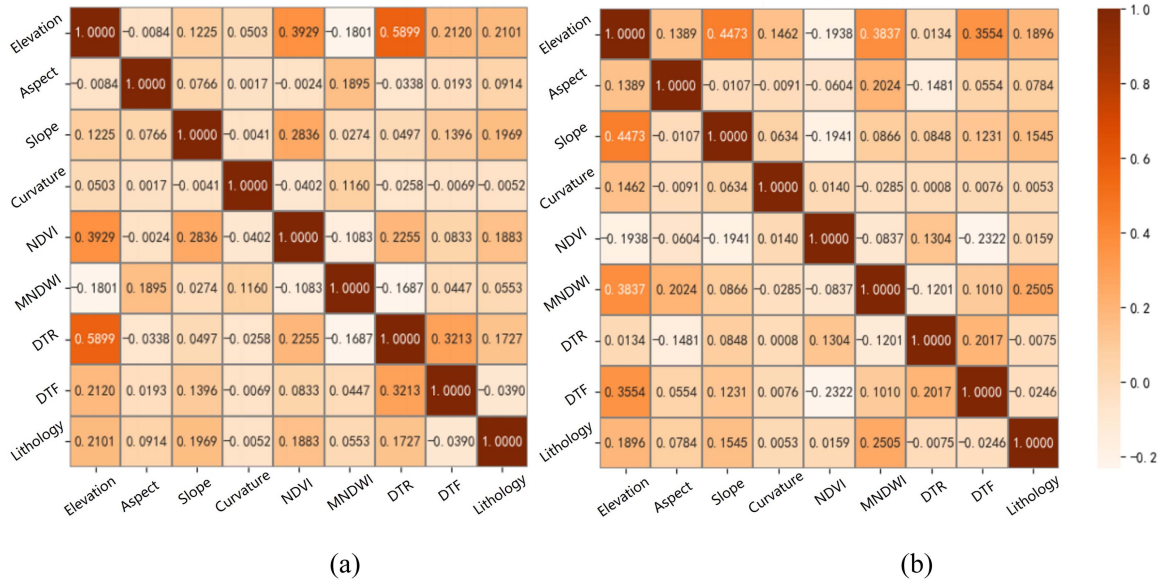 Elevation 1.0000 −0.0084 0.1225 0.0503 0.3929 −0.1801 0.5899 0.2120 0.2101
Aspect −0.0084 1.0000 0.0766 0.0017 −0.0024 0.1895 −0.0338 0.0193 0.0914
Slope 0.1225 0.0766 1.0000 −0.0041 0.2836 0.0274 0.0497 0.1396 0.1969
Curvature 0.0503 0.0017 −0.0041 1.0000 −0.0402 0.1160 −0.0258 −0.0069 −0.0052
NDVI 0.3929 −0.0024 0.2836 −0.0402 1.0000 −0.1083 0.2255 0.0833 0.1883
MNDWI −0.1801 0.1895 0.0274 0.1160 −0.1083 1.0000 −0.1687 0.0447 0.0553
DTR 0.5899 −0.0338 0.0497 −0.0258 0.2255 −0.1687 1.0000 0.3213 0.1727
DTF 0.2120 0.0193 0.1396 −0.0069 0.0833 0.0447 0.3213 1.0000 −0.0390
Lithology 0.2101 0.0914 0.1969 −0.0052 0.1883 0.0553 0.1727 −0.0390 1.0000
Elevation Aspect Slope Curvature NDVI MNDWI DTR DTF Lithology
(a)
Elevation 1.0000 0.1389 0.4473 0.1462 −0.1938 0.3837 0.0134 0.3554 0.1896
Aspect 0.1389 1.0000 −0.0107 −0.0091 −0.0604 0.2024 −0.1481 0.0554 0.0784
Slope 0.4473 −0.0107 1.0000 0.0634 −0.1941 0.0866 0.0848 0.1231 0.1545
Curvature 0.1462 −0.0091 0.0634 1.0000 0.0140 −0.0285 0.0008 0.0076 0.0053
NDVI −0.1938 −0.0604 −0.1941 0.0140 1.0000 −0.0837 0.1304 −0.2322 0.0159
MNDWI 0.3837 0.2024 0.0866 −0.0285 −0.0837 1.0000 −0.1201 0.1010 0.2505
DTR 0.0134 −0.1481 0.0848 0.0008 0.1304 −0.1201 1.0000 0.2017 −0.0075
DTF 0.3554 0.0554 0.1231 0.0076 −0.2322 0.1010 0.2017 1.0000 −0.0246
Lithology 0.1896 0.0784 0.1545 0.0053 0.0159 0.2505 −0.0075 −0.0246 1.0000
Elevation Aspect Slope Curvature NDVI MNDWI DTR DTF Lithology
(b)
1.0
0.8
0.6
0.4
0.2
0.0
−0.2